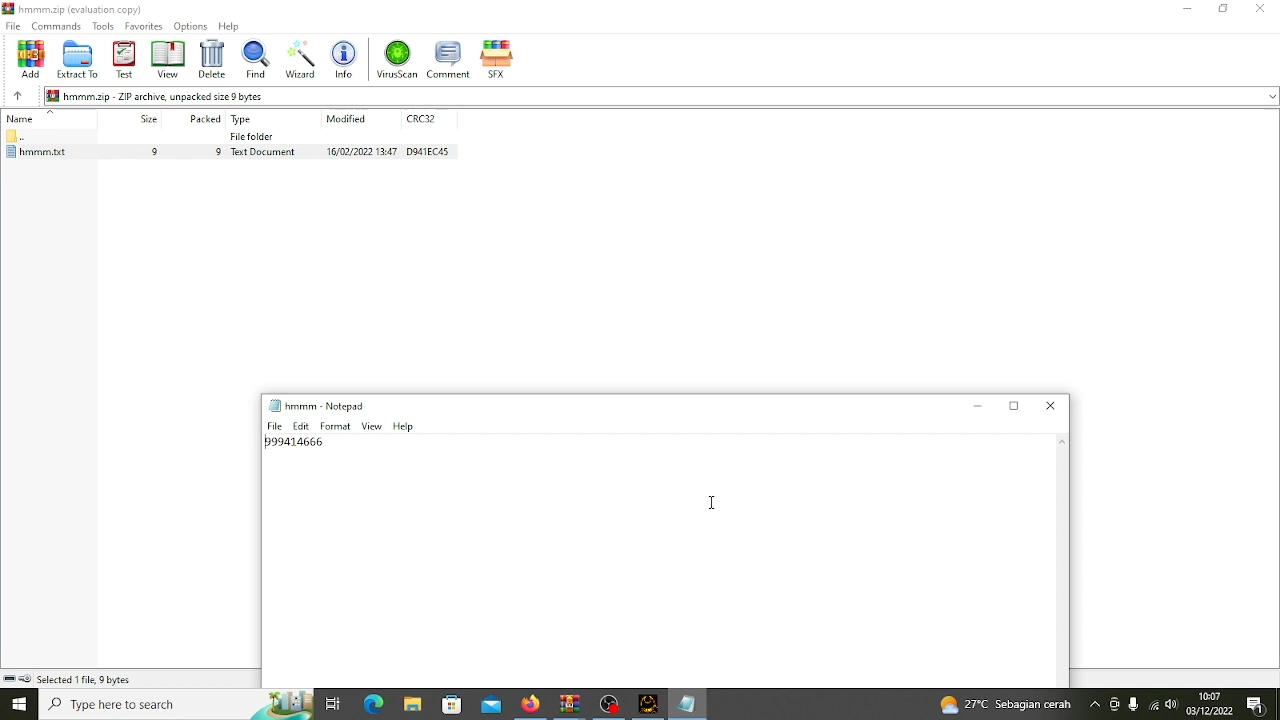 hmmm.zip (evaluation copy)
File Commands Tools Favorites Options Help
Add Extract To Test View Delete Find Wizard Info VirusScan Comment SFX
hmmm.zip - ZIP archive, unpacked size 9 bytes
Name Size Packed Type Modified CRC32
.. File folder
hmmm.txt 9 9 Text Document 16/02/2022 13:47 D941EC45
hmmm - Notepad
File Edit Format View Help
999414666
Selected 1 file, 9 bytes
Type here to search
27°C Sebagian cerah
10:07
03/12/2022